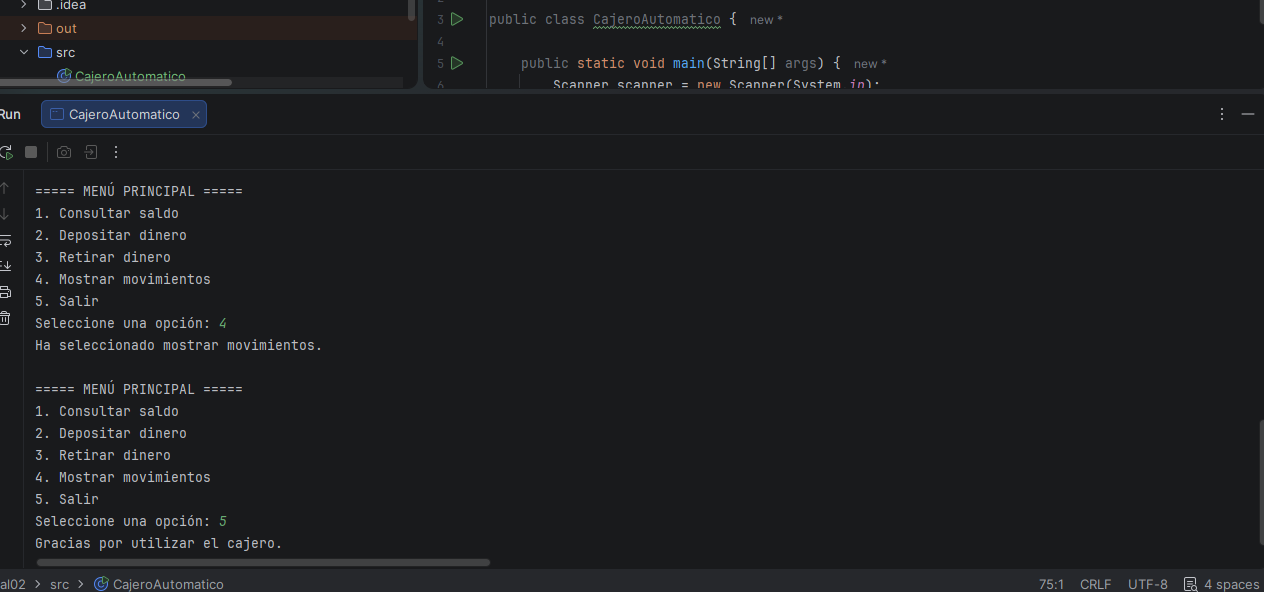 .idea
out
src
CajeroAutomatico
3 public class CajeroAutomatico { new *
4
5 public static void main(String[] args) { new *
6 Scanner scanner = new Scanner(System.in);
Run CajeroAutomatico
===== MENÚ PRINCIPAL =====
1. Consultar saldo
2. Depositar dinero
3. Retirar dinero
4. Mostrar movimientos
5. Salir
Seleccione una opción: 4
Ha seleccionado mostrar movimientos.
===== MENÚ PRINCIPAL =====
1. Consultar saldo
2. Depositar dinero
3. Retirar dinero
4. Mostrar movimientos
5. Salir
Seleccione una opción: 5
Gracias por utilizar el cajero.
al02 > src > CajeroAutomatico 75:1 CRLF UTF-8 4 spaces